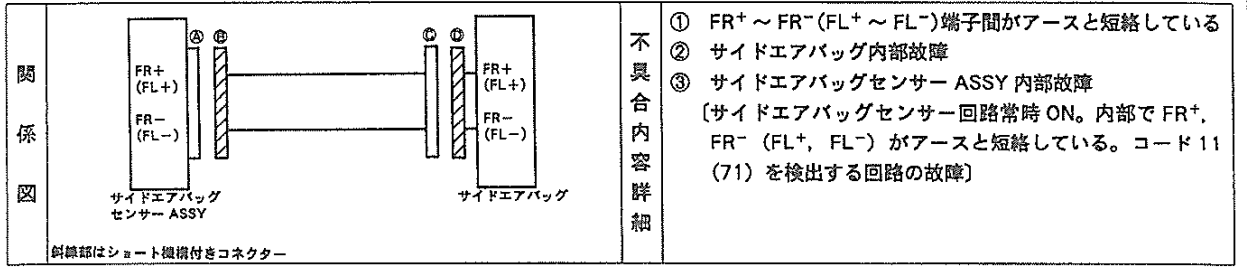 関係図
Ⓐ Ⓑ Ⓒ Ⓓ
FR+
(FL+)
FR−
(FL−)
サイドエアバッグ
センサー ASSY
FR+
(FL+)
FR−
(FL−)
サイドエアバッグ
斜線部はショート機構付きコネクター
不具合内容詳細
① FR⁺ ~ FR⁻(FL⁺ ~ FL⁻)端子間がアースと短絡している
② サイドエアバッグ内部故障
③ サイドエアバッグセンサー ASSY 内部故障
〔サイドエアバッグセンサー回路常時 ON。内部で FR⁺,
FR⁻ (FL⁺, FL⁻) がアースと短絡している。コード 11
(71) を検出する回路の故障〕